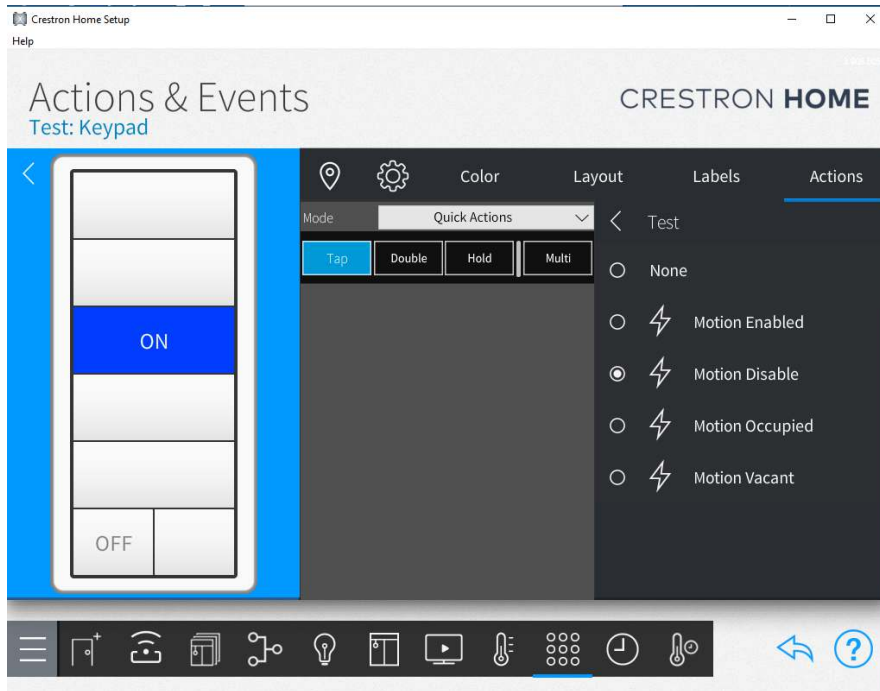 Crestron Home Setup
Help
Actions & Events
CRESTRON HOME
Test: Keypad
Color
Layout
Labels
Actions
Mode
Quick Actions
Test
Tap
Double
Hold
Multi
None
Motion Enabled
ON
Motion Disable
Motion Occupied
Motion Vacant
OFF
?